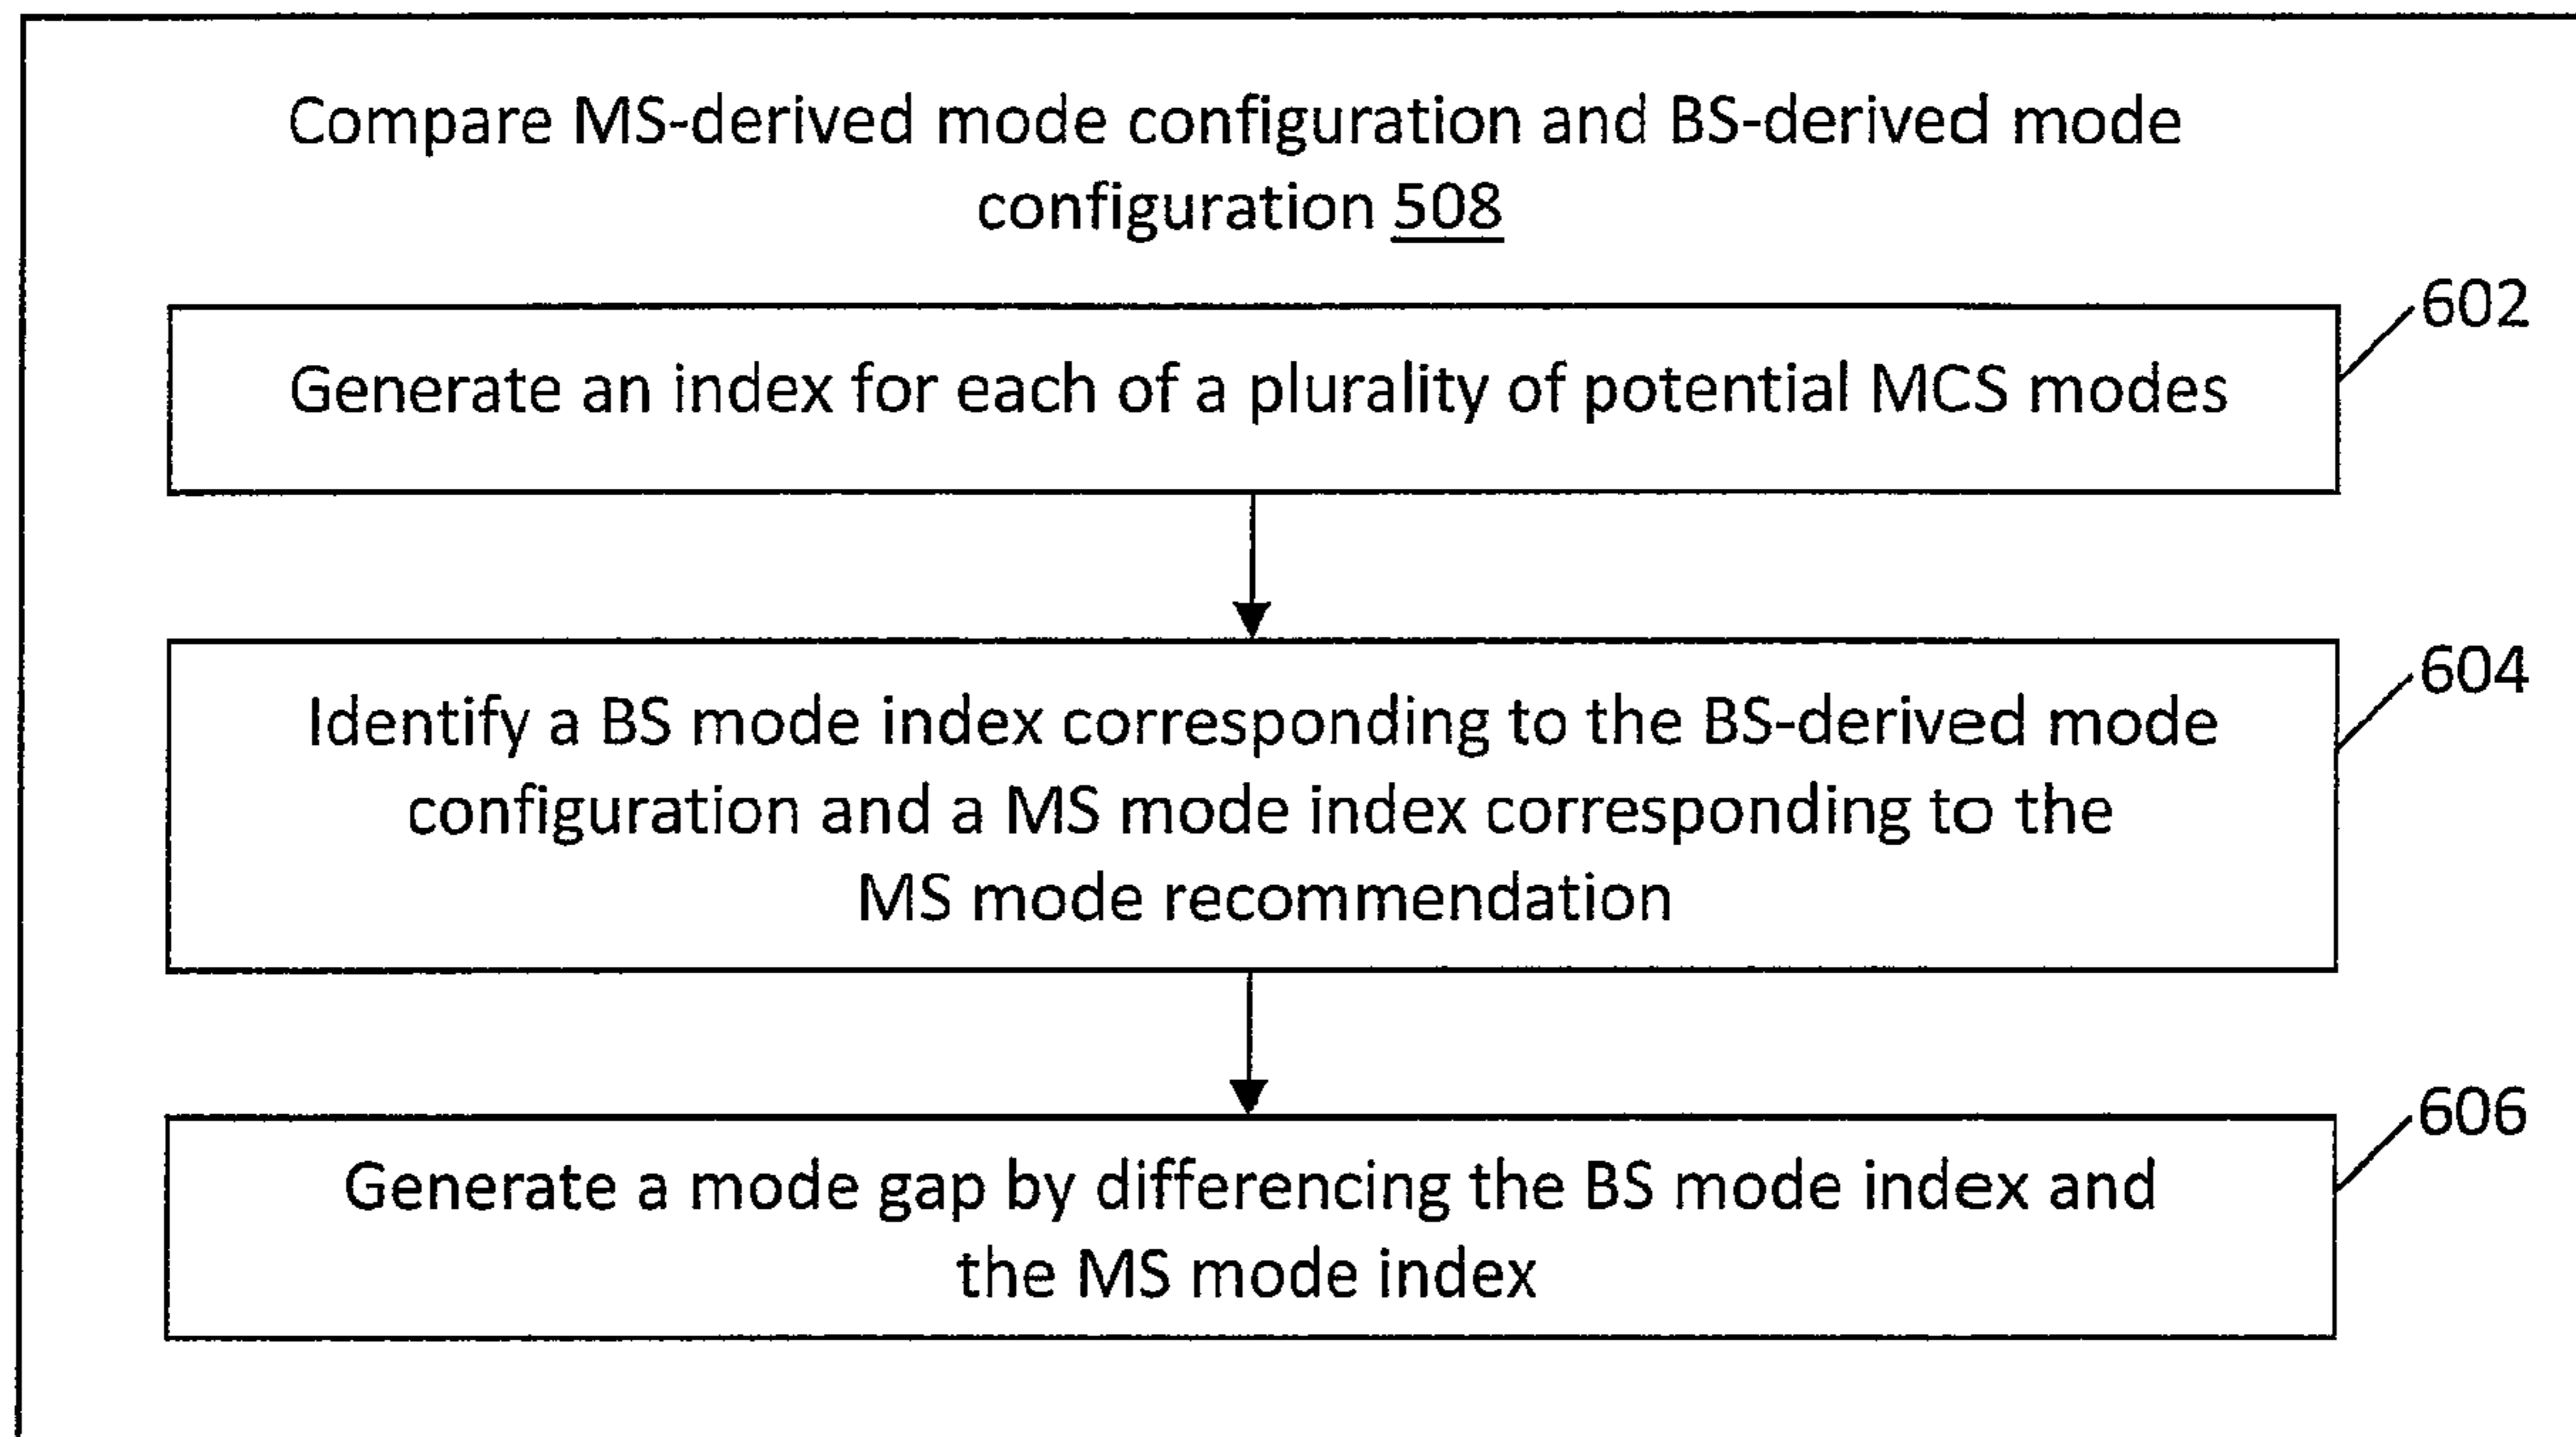 Compare MS-derived mode configuration and BS-derived mode
configuration 508
602
Generate an index for each of a plurality of potential MCS modes
604
Identify a BS mode index corresponding to the BS-derived mode
configuration and a MS mode index corresponding to the
MS mode recommendation
606
Generate a mode gap by differencing the BS mode index and
the MS mode index